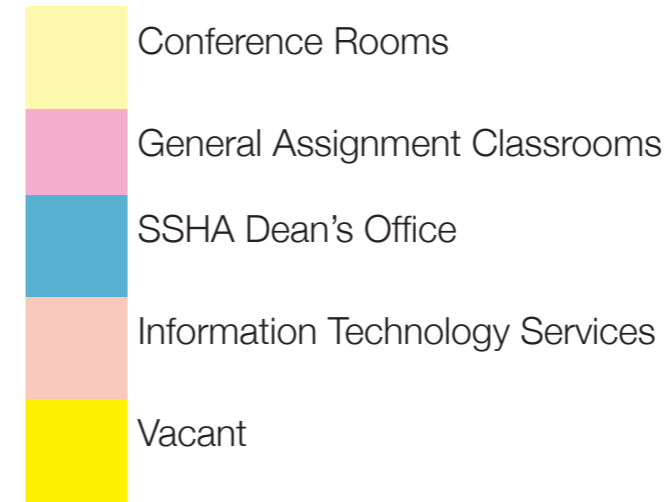 Conference Rooms
General Assignment Classrooms
SSHA Dean’s Office
Information Technology Services
Vacant